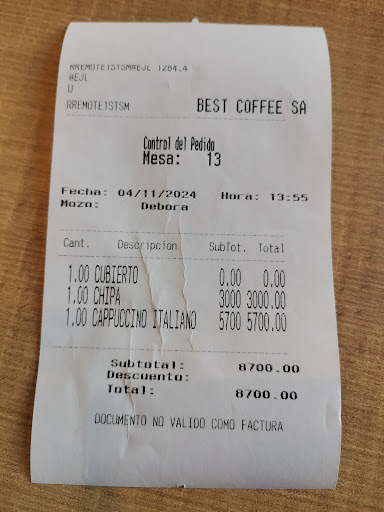 RREMOTE1STSM@EJL 1284.4
@EJL
U
RREMOTE1STSM BEST COFFEE SA
Control del Pedido
Mesa: 13
Fecha: 04/11/2024 Hora: 13:55
Mozo: Debora
Cant. Descripcion SubTot. Total
1.00 CUBIERTO 0.00 0.00
1.00 CHIPA 3000 3000.00
1.00 CAPPUCCINO ITALIANO 5700 5700.00
Subtotal: 8700.00
Descuento:
Total: 8700.00
DOCUMENTO NO VALIDO COMO FACTURA